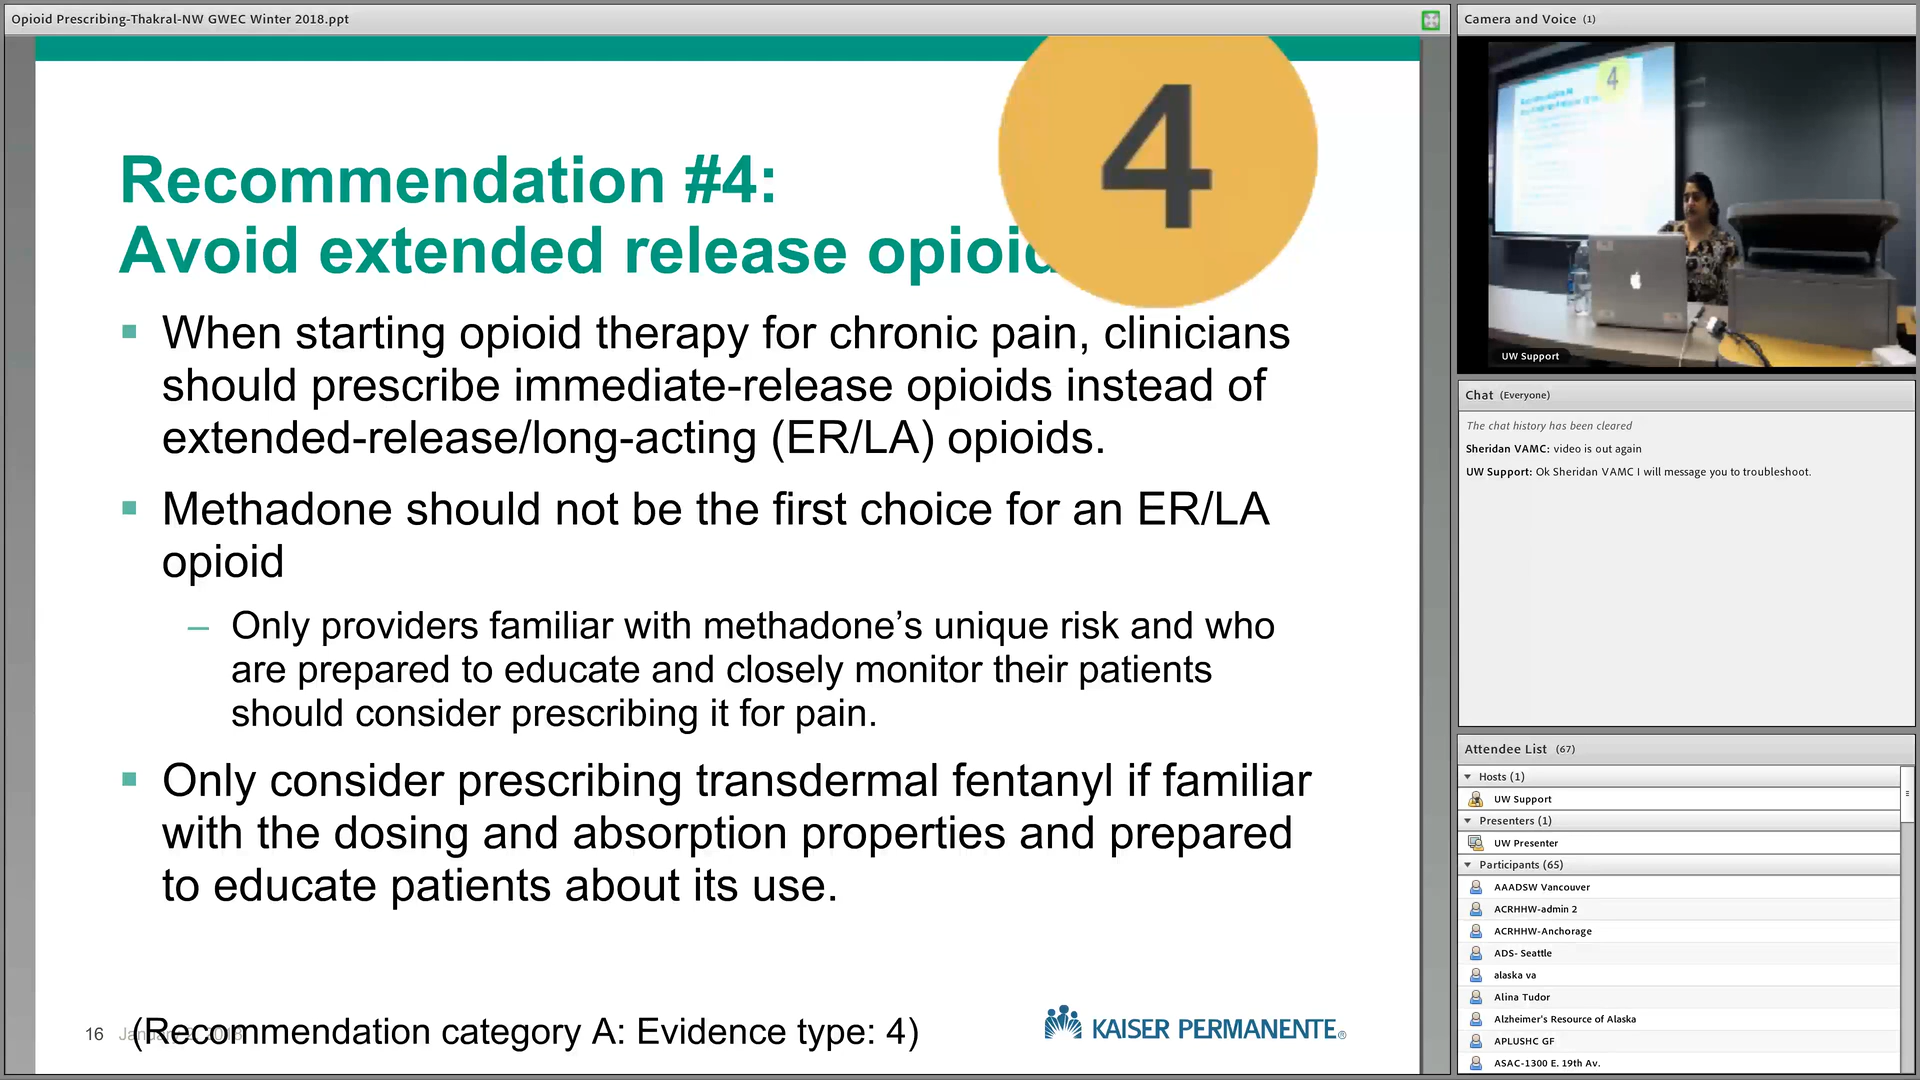 Opioid Prescribing-Thakral-NW GWEC Winter 2018.ppt
4
Recommendation #4:
Avoid extended release opioid
When starting opioid therapy for chronic pain, clinicians
should prescribe immediate-release opioids instead of
extended-release/long-acting (ER/LA) opioids.
Methadone should not be the first choice for an ER/LA
opioid
– Only providers familiar with methadone’s unique risk and who
are prepared to educate and closely monitor their patients
should consider prescribing it for pain.
Only consider prescribing transdermal fentanyl if familiar
with the dosing and absorption properties and prepared
to educate patients about its use.
16
(Recommendation category A: Evidence type: 4)
KAISER PERMANENTE®
Camera and Voice (1)
4
UW Support
Chat (Everyone)
The chat history has been cleared
Sheridan VAMC: video is out again
UW Support: Ok Sheridan VAMC I will message you to troubleshoot.
Attendee List (67)
Hosts (1)
UW Support
Presenters (1)
UW Presenter
Participants (65)
AAADSW Vancouver
ACRHHW-admin 2
ACRHHW-Anchorage
ADS- Seattle
alaska va
Alina Tudor
Alzheimer's Resource of Alaska
APLUSHC GF
ASAC-1300 E. 19th Av.